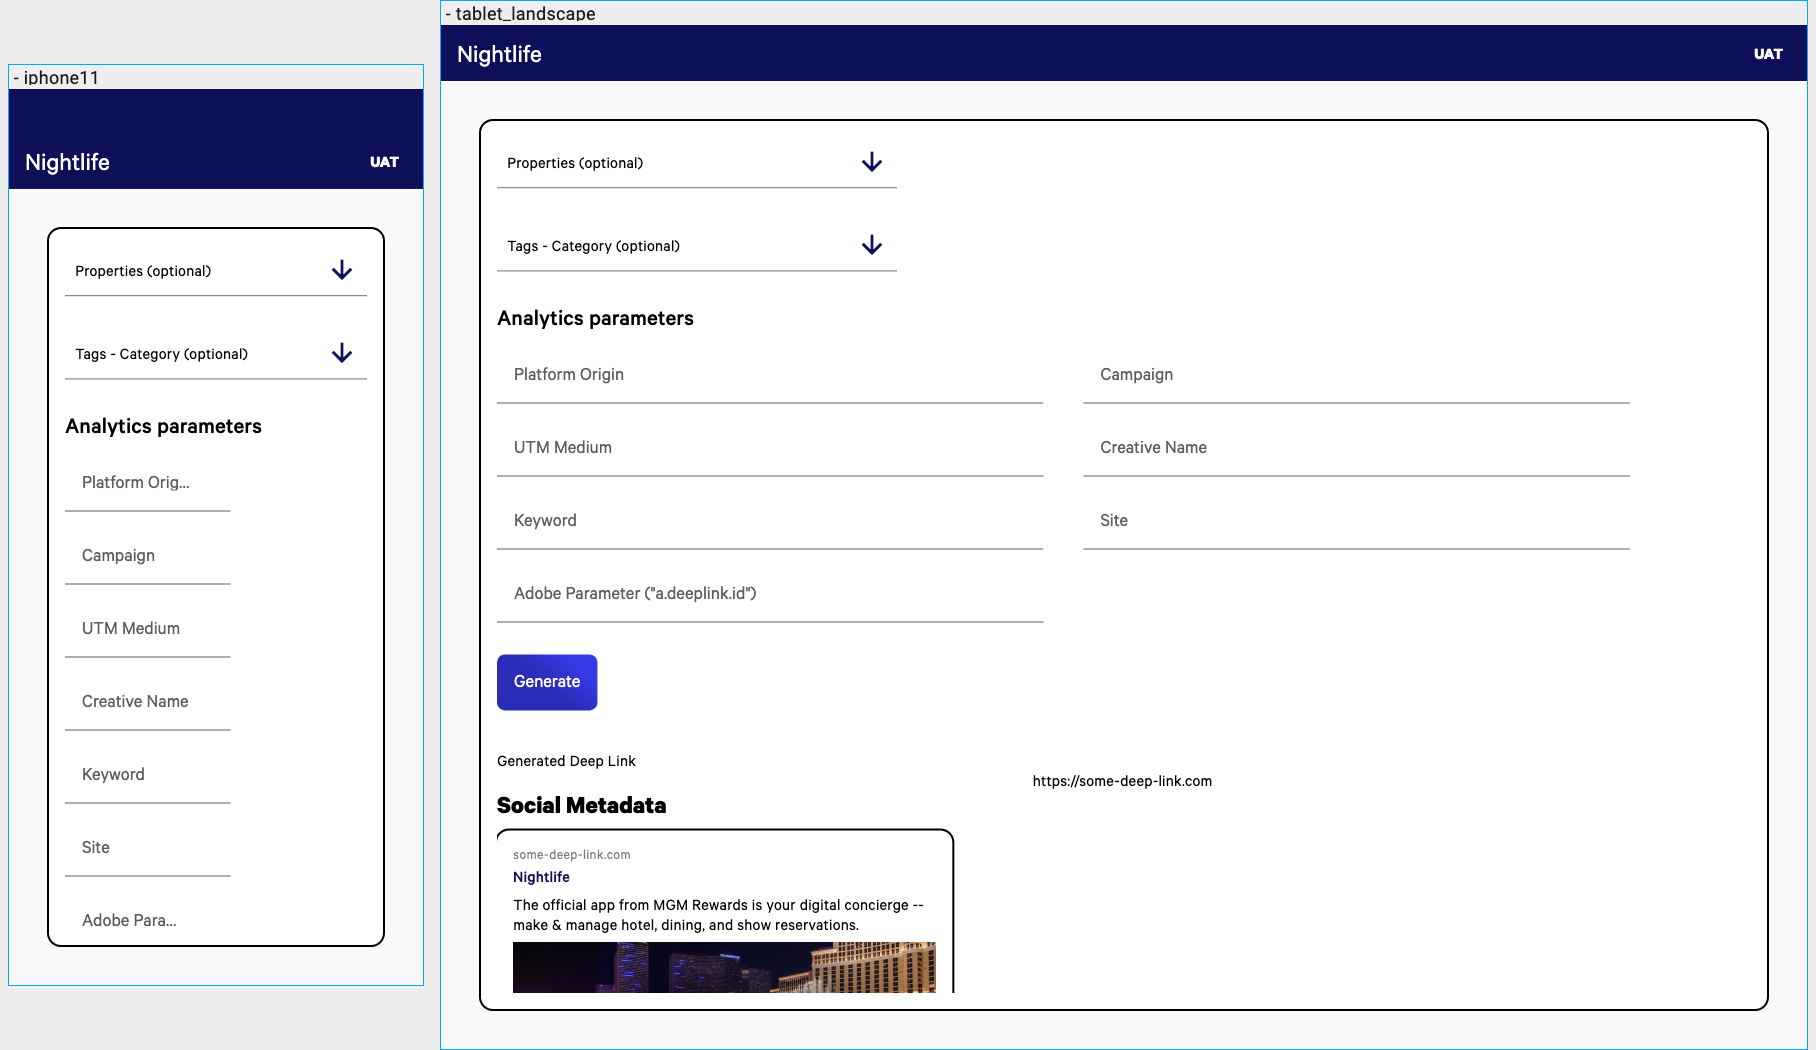 - iphone11
Nightlife
UAT
Properties (optional)
Tags - Category (optional)
Analytics parameters
Platform Orig...
Campaign
UTM Medium
Creative Name
Keyword
Site
Adobe Para...
- tablet_landscape
Nightlife
UAT
Properties (optional)
Tags - Category (optional)
Analytics parameters
Platform Origin
Campaign
UTM Medium
Creative Name
Keyword
Site
Adobe Parameter ("a.deeplink.id")
Generate
Generated Deep Link
https://some-deep-link.com
Social Metadata
some-deep-link.com
Nightlife
The official app from MGM Rewards is your digital concierge --
make & manage hotel, dining, and show reservations.